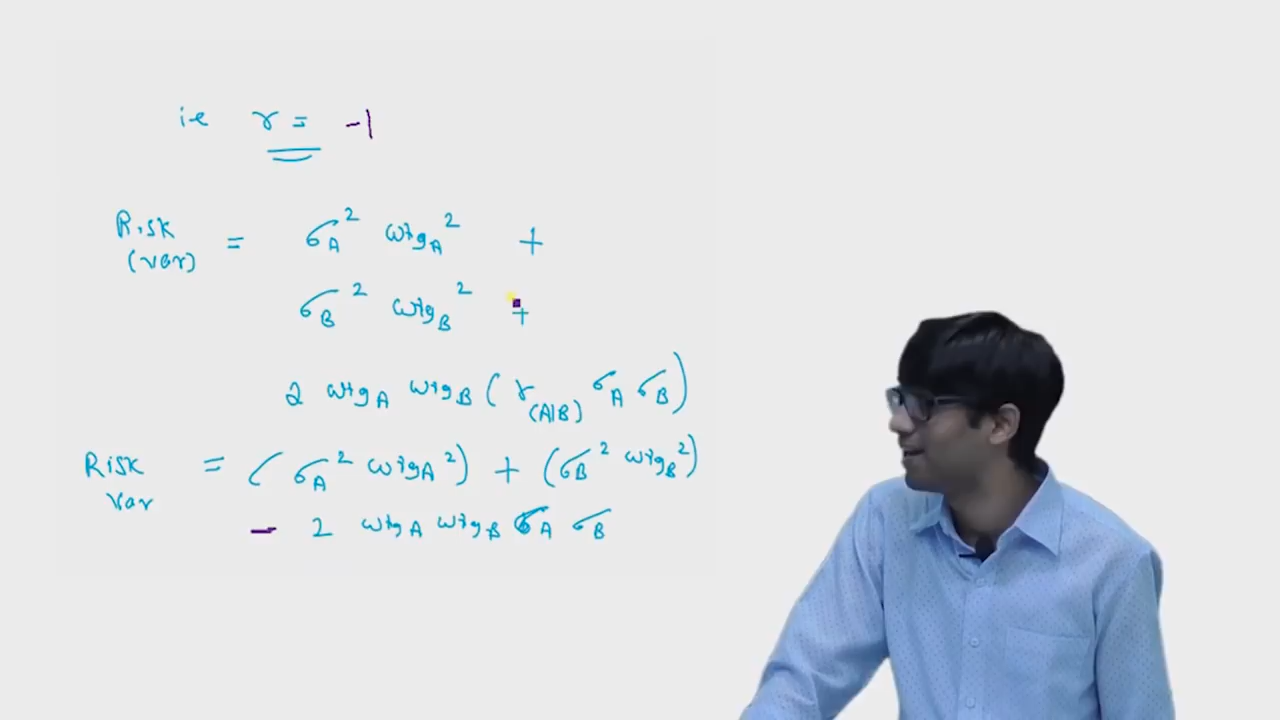 ie r = -1
Risk (var) = σA² wtgA² +
σB² wtgB² +
2 wtgA wtgB (r(A|B) σA σB)
Risk var = (σA² wtgA²) + (σB² wtgB²)
- 2 wtgA wtgB σA σB